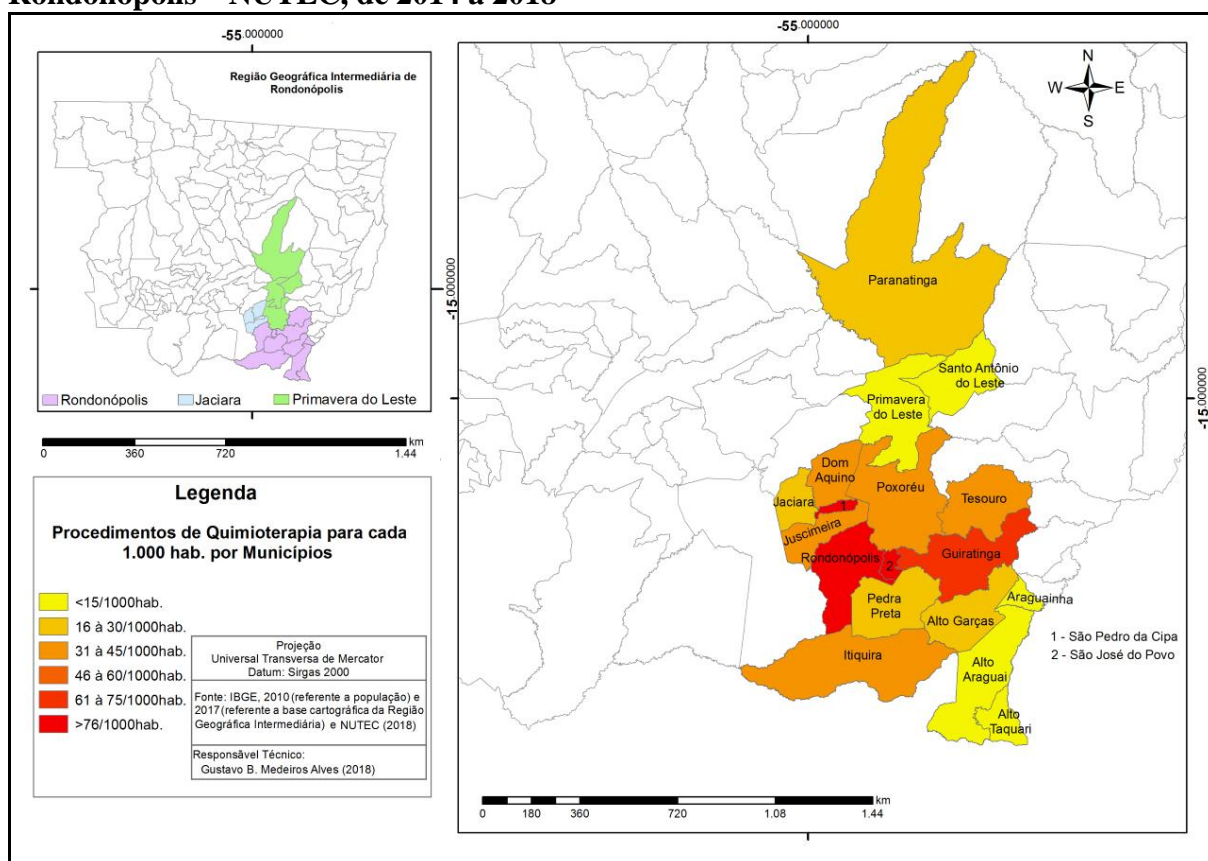 Rondonópolis – NUTEC, de 2014 a 2018
-55.000000
Região Geográfica Intermediária de
Rondonópolis
-15.000000
Rondonópolis
Jaciara
Primavera do Leste
km
0 360 720 1.44
Legenda
Procedimentos de Quimioterapia para cada
1.000 hab. por Municípios
<15/1000hab.
16 à 30/1000hab.
31 à 45/1000hab.
46 à 60/1000hab.
61 à 75/1000hab.
>76/1000hab.
Projeção
Universal Transversa de Mercator
Datum: Sirgas 2000
Fonte: IBGE, 2010 (referente a população) e
2017 (referente a base cartográfica da Região
Geográfica Intermediária) e NUTEC (2018)
Responsável Técnico:
Gustavo B. Medeiros Alves (2018)
-55.000000
N
W E
S
-15.000000
Paranatinga
Santo Antônio
do Leste
Primavera
do Leste
Dom
Aquino
Jaciara
Poxoréu
Tesouro
1
Juscimeira
Rondonópolis
2
Guiratinga
Pedra
Preta
Araguainha
Alto Garças
Itiquira
Alto
Araguai
Alto
Taquari
1 - São Pedro da Cipa
2 - São José do Povo
km
0 180 360 720 1.08 1.44